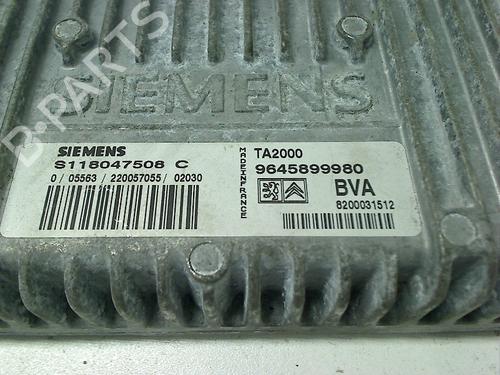 B-PARTS
SIEMENS
SIEMENS
S118047508 C
0 / 05563 / 220057055 / 02030
MADE IN FRANCE
TA2000
9645899980
BVA
8200031512